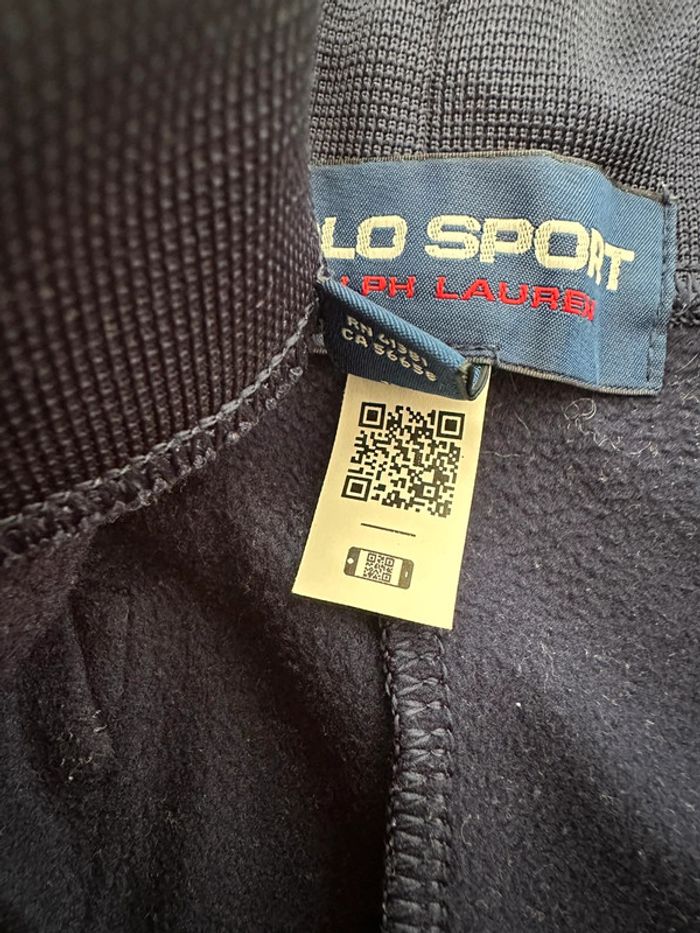 LO SPORT
LPH LAUREN
RN 41381
CA 56658